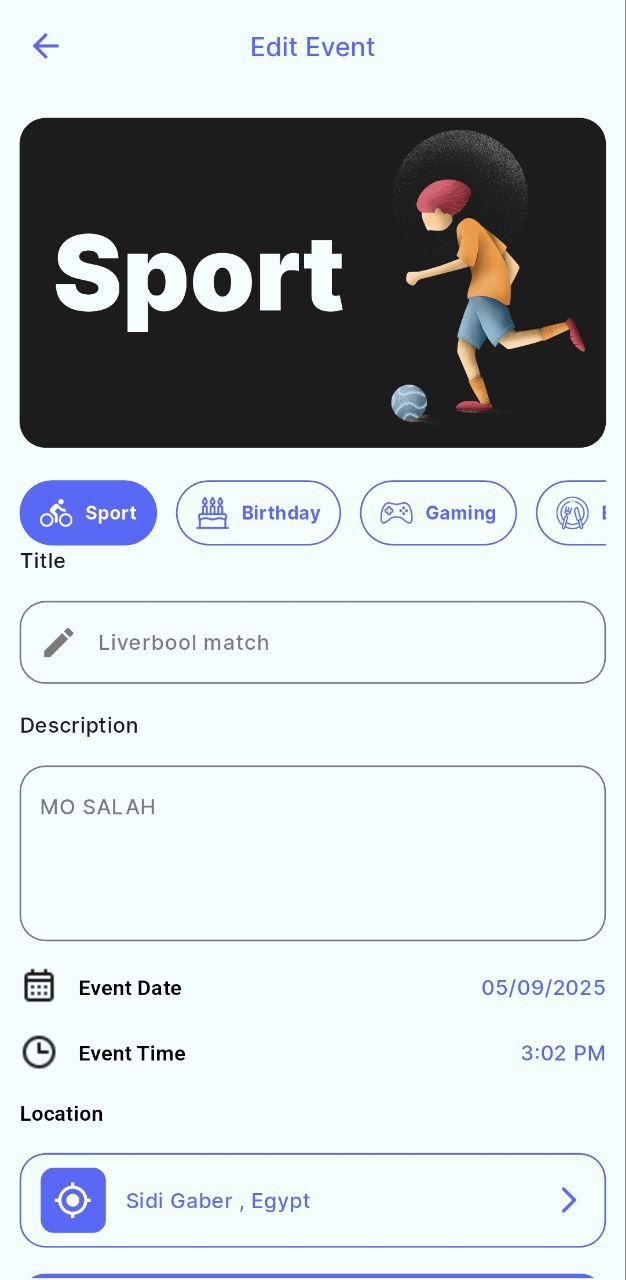 Edit Event
Sport
Sport Birthday Gaming
Title
Liverbool match
Description
MO SALAH
Event Date 05/09/2025
Event Time 3:02 PM
Location
Sidi Gaber , Egypt